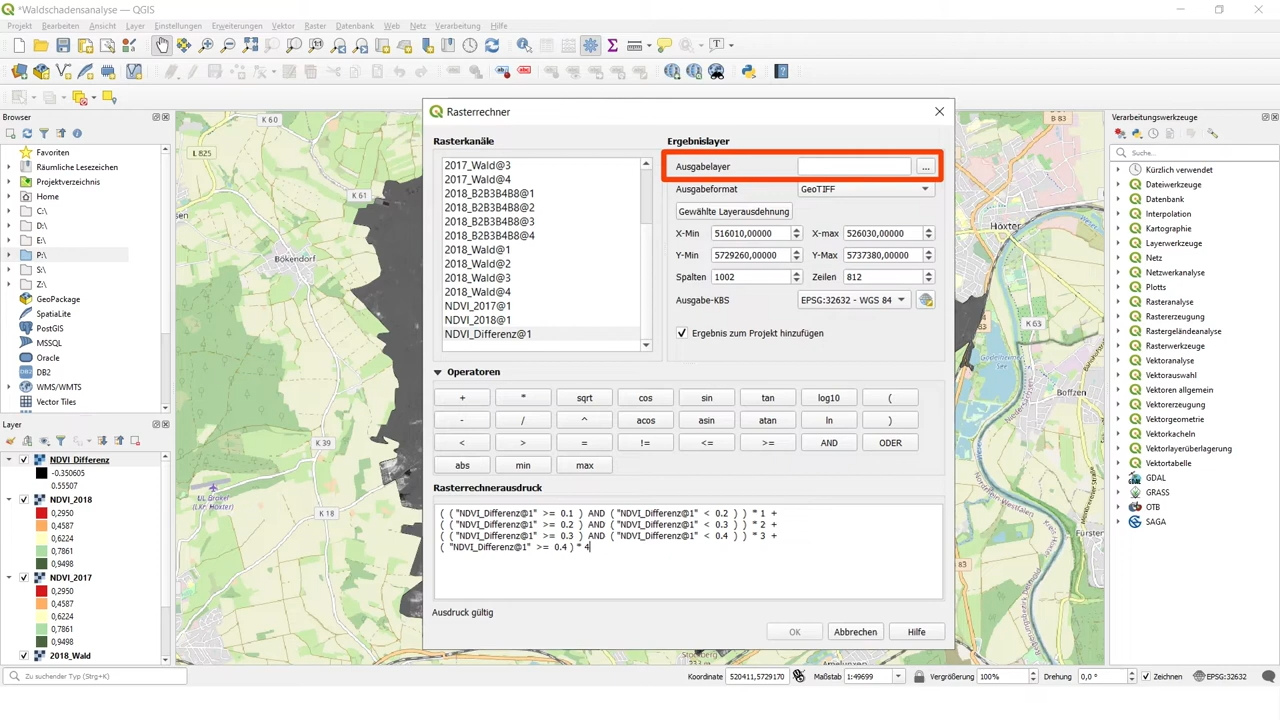 *Waldschadensanalyse — QGIS
Projekt Bearbeiten Ansicht Layer Einstellungen Erweiterungen Vektor Raster Datenbank Web Netz Verarbeitung Hilfe
Browser
Favoriten
Räumliche Lesezeichen
Projektverzeichnis
Home
C:\
D:\
E:\
P:\
S:\
Z:\
GeoPackage
SpatiaLite
PostGIS
MSSQL
Oracle
DB2
WMS/WMTS
Vector Tiles
Layer
NDVI_Differenz
-0.350605
0.55507
NDVI_2018
0,2950
0,4587
0,6224
0,7861
0,9498
NDVI_2017
0,2950
0,4587
0,6224
0,7861
0,9498
2018_Wald
K 60
L 825
K 61
Bökendorf
K 39
UL Brakel
(Lkr. Höxter)
K 18
Rasterrechner
Rasterkanäle
2017_Wald@3
2017_Wald@4
2018_B2B3B4B8@1
2018_B2B3B4B8@2
2018_B2B3B4B8@3
2018_B2B3B4B8@4
2018_Wald@1
2018_Wald@2
2018_Wald@3
2018_Wald@4
NDVI_2017@1
NDVI_2018@1
NDVI_Differenz@1
Ergebnislayer
Ausgabelayer ...
Ausgabeformat GeoTIFF
Gewählte Layerausdehnung
X-Min 516010,00000 X-max 526030,00000
Y-Min 5729260,00000 Y-Max 5737380,00000
Spalten 1002 Zeilen 812
Ausgabe-KBS EPSG:32632 - WGS 84
Ergebnis zum Projekt hinzufügen
Operatoren
+ * sqrt cos sin tan log10 (
- / ^ acos asin atan ln )
< > = != <= >= AND ODER
abs min max
Rasterrechnerausdruck
( ( "NDVI_Differenz@1" >= 0.1 ) AND ( "NDVI_Differenz@1" < 0.2 ) ) * 1 +
( ( "NDVI_Differenz@1" >= 0.2 ) AND ( "NDVI_Differenz@1" < 0.3 ) ) * 2 +
( ( "NDVI_Differenz@1" >= 0.3 ) AND ( "NDVI_Differenz@1" < 0.4 ) ) * 3 +
( "NDVI_Differenz@1" >= 0.4 ) * 4
Ausdruck gültig
OK Abbrechen Hilfe
B 83
Höxter
K 63
Godelheimer
Boffzen
Verarbeitungswerkzeuge
Suche...
Kürzlich verwendet
Dateiwerkzeuge
Datenbank
Interpolation
Kartographie
Layerwerkzeuge
Netz
Netzwerkanalyse
Plots
Rasteranalyse
Rastererzeugung
Rastergeländeanalyse
Rasterwerkzeuge
Vektoranalyse
Vektorauswahl
Vektoren allgemein
Vektorerzeugung
Vektorgeometrie
Vektorkacheln
Vektorlayerüberlagerung
Vektortabelle
GDAL
GRASS
OTB
SAGA
Zu suchender Typ (Strg+K)
Koordinate 520411,5729170 Maßstab 1:49699 Vergrößerung 100% Drehung 0,0 ° Zeichnen EPSG:32632